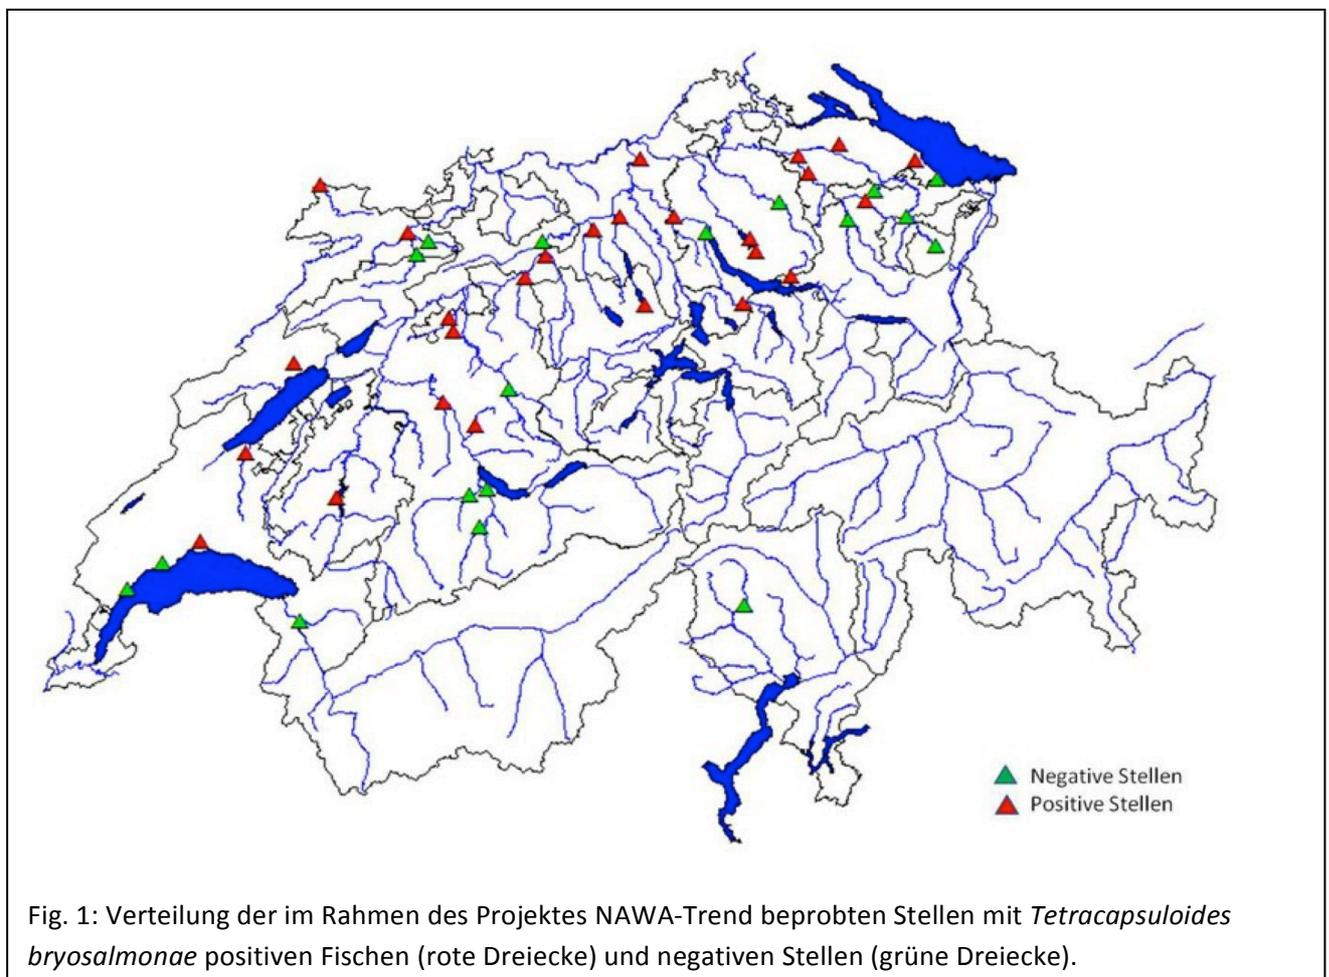 Negative Stellen
Positive Stellen
Fig. 1: Verteilung der im Rahmen des Projektes NAWA-Trend beprobten Stellen mit Tetracapsuloides
bryosalmonae positiven Fischen (rote Dreiecke) und negativen Stellen (grüne Dreiecke).